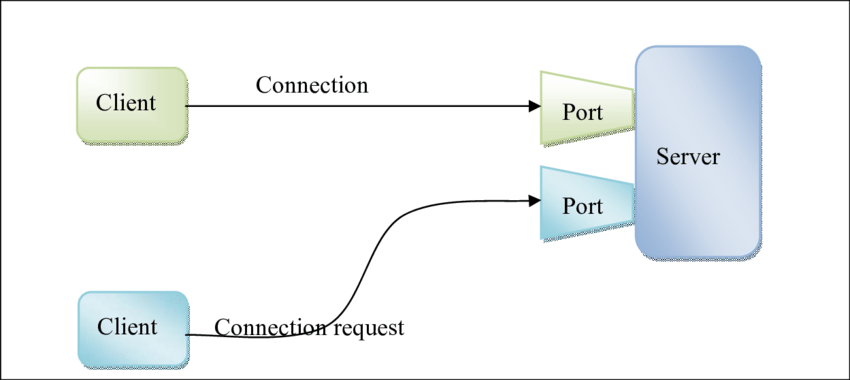 Client
Connection
Port
Server
Port
Client
Connection request